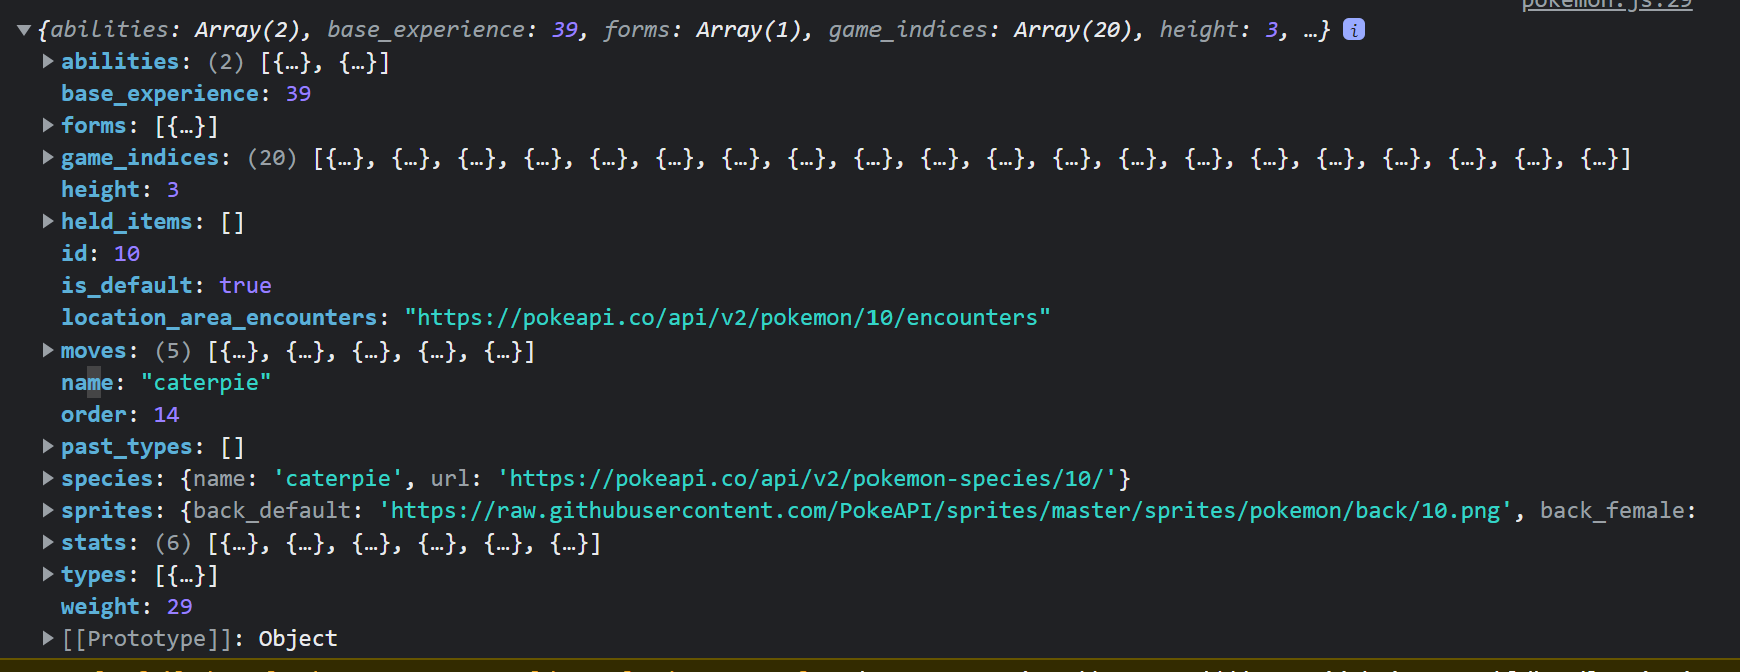 pokemon.js:29
▼{abilities: Array(2), base_experience: 39, forms: Array(1), game_indices: Array(20), height: 3, …} i
▶abilities: (2) [{…}, {…}]
base_experience: 39
▶forms: [{…}]
▶game_indices: (20) [{…}, {…}, {…}, {…}, {…}, {…}, {…}, {…}, {…}, {…}, {…}, {…}, {…}, {…}, {…}, {…}, {…}, {…}, {…}, {…}]
height: 3
▶held_items: []
id: 10
is_default: true
location_area_encounters: "https://pokeapi.co/api/v2/pokemon/10/encounters"
▶moves: (5) [{…}, {…}, {…}, {…}, {…}]
name: "caterpie"
order: 14
▶past_types: []
▶species: {name: 'caterpie', url: 'https://pokeapi.co/api/v2/pokemon-species/10/'}
▶sprites: {back_default: 'https://raw.githubusercontent.com/PokeAPI/sprites/master/sprites/pokemon/back/10.png', back_female:
▶stats: (6) [{…}, {…}, {…}, {…}, {…}, {…}]
▶types: [{…}]
weight: 29
▶[[Prototype]]: Object